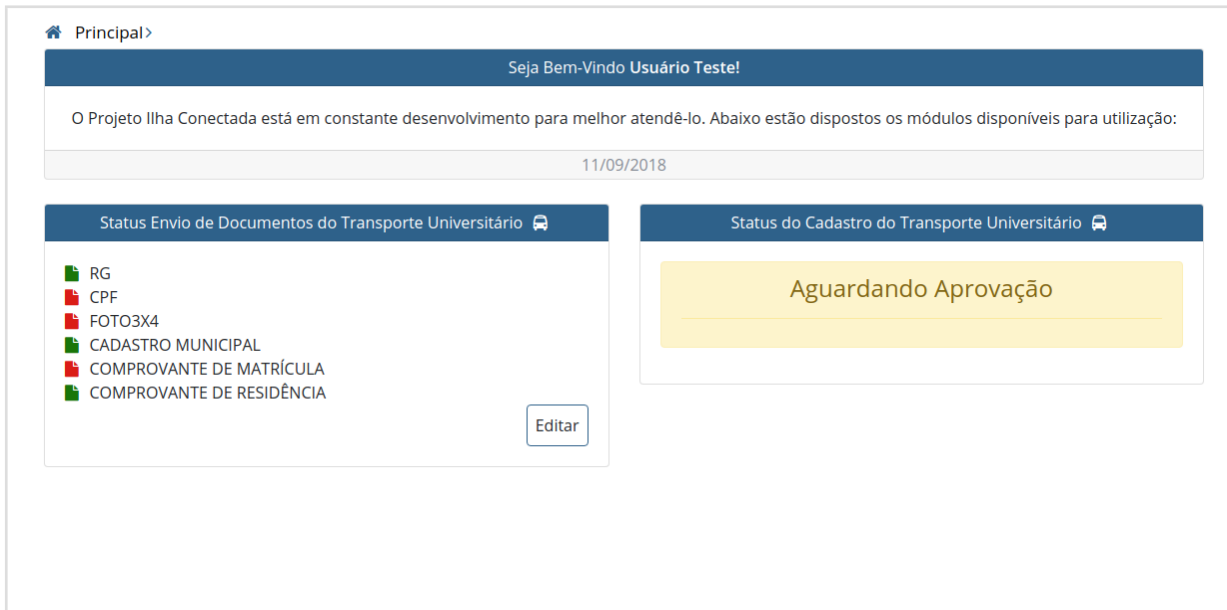 Principal>
Seja Bem-Vindo Usuário Teste!
O Projeto Ilha Conectada está em constante desenvolvimento para melhor atendê-lo. Abaixo estão dispostos os módulos disponíveis para utilização:
11/09/2018
Status Envio de Documentos do Transporte Universitário
RG
CPF
FOTO3X4
CADASTRO MUNICIPAL
COMPROVANTE DE MATRÍCULA
COMPROVANTE DE RESIDÊNCIA
Editar
Status do Cadastro do Transporte Universitário
Aguardando Aprovação